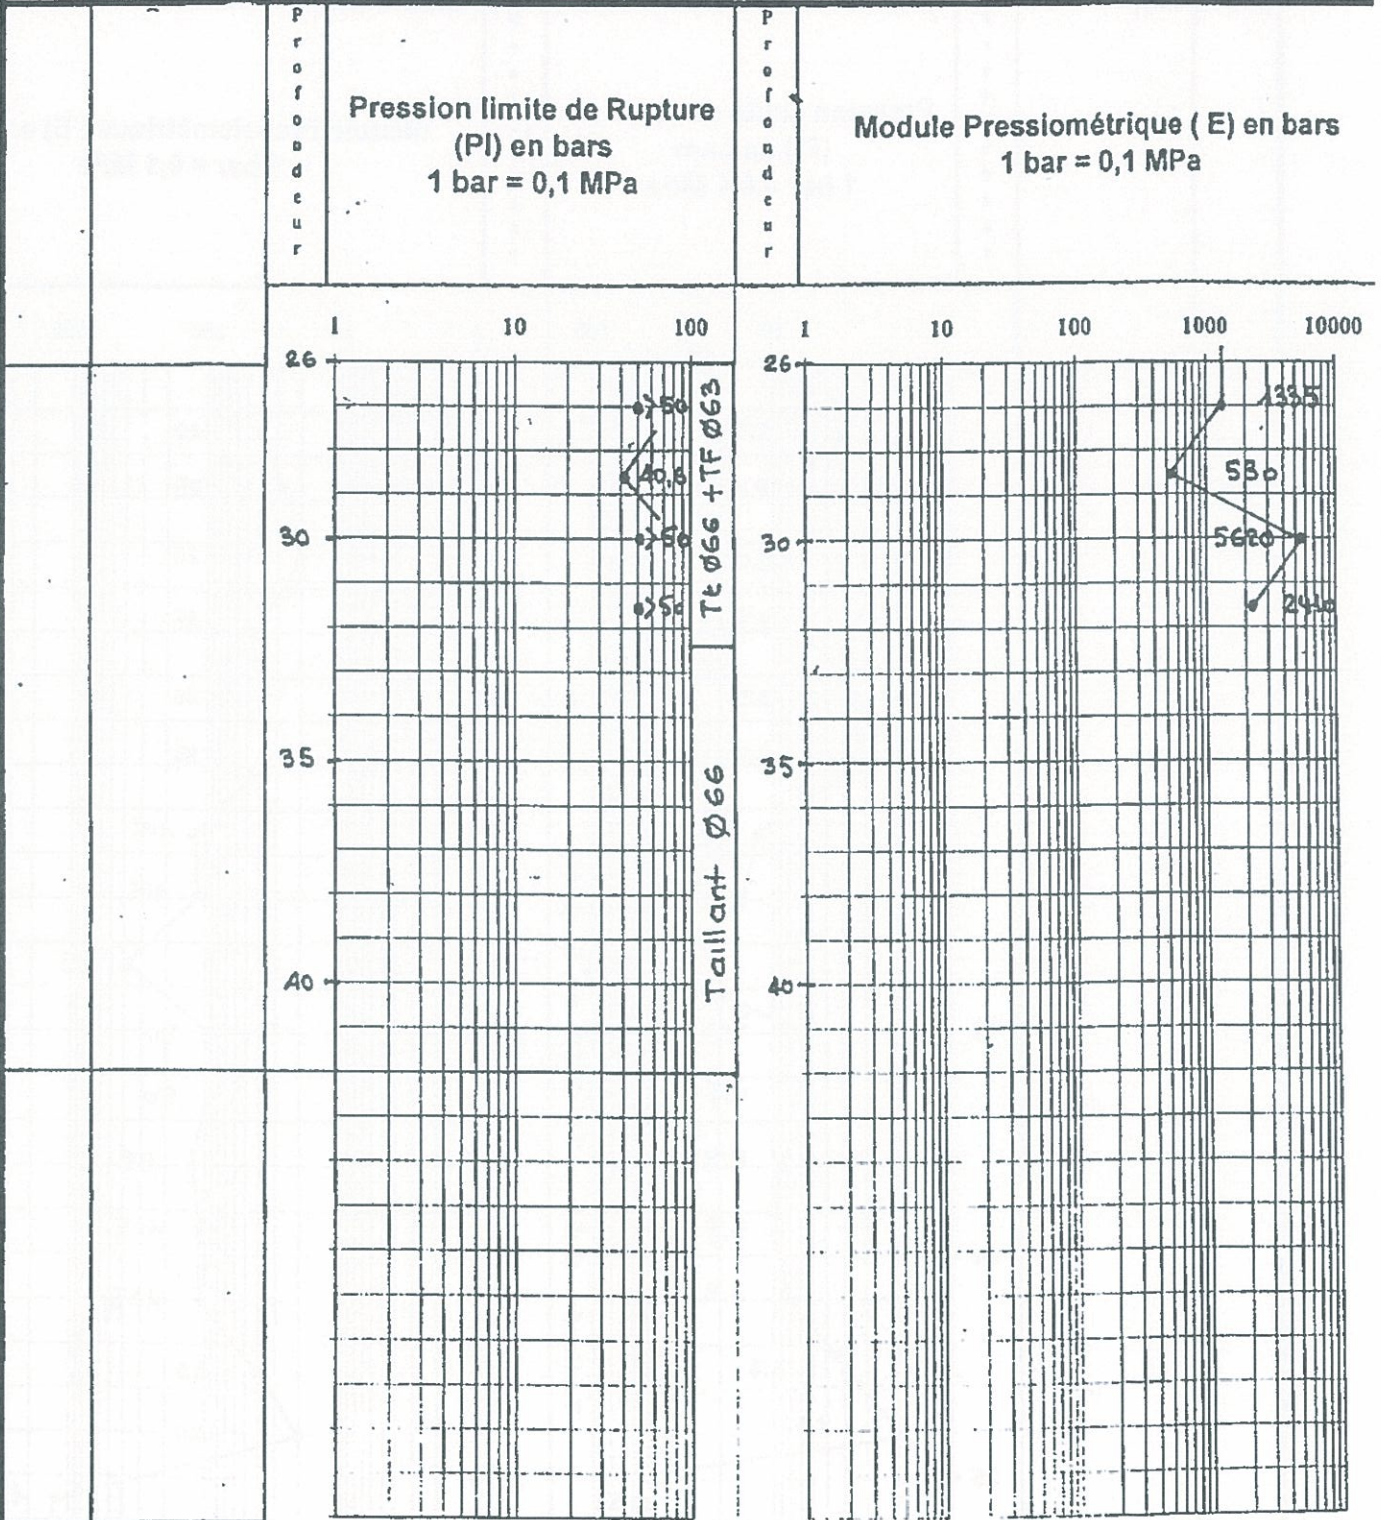 Profondeur
Pression limite de Rupture
(Pl) en bars
1 bar = 0,1 MPa
Profondeur
Module Pressiométrique ( E) en bars
1 bar = 0,1 MPa
1 10 100
1 10 100 1000 10000
26
30
35
40
>50
40,6
>50
>50
Tt Ø66 + TF Ø63
Taillant Ø66
26
30
35
40
1335
530
5620
2410